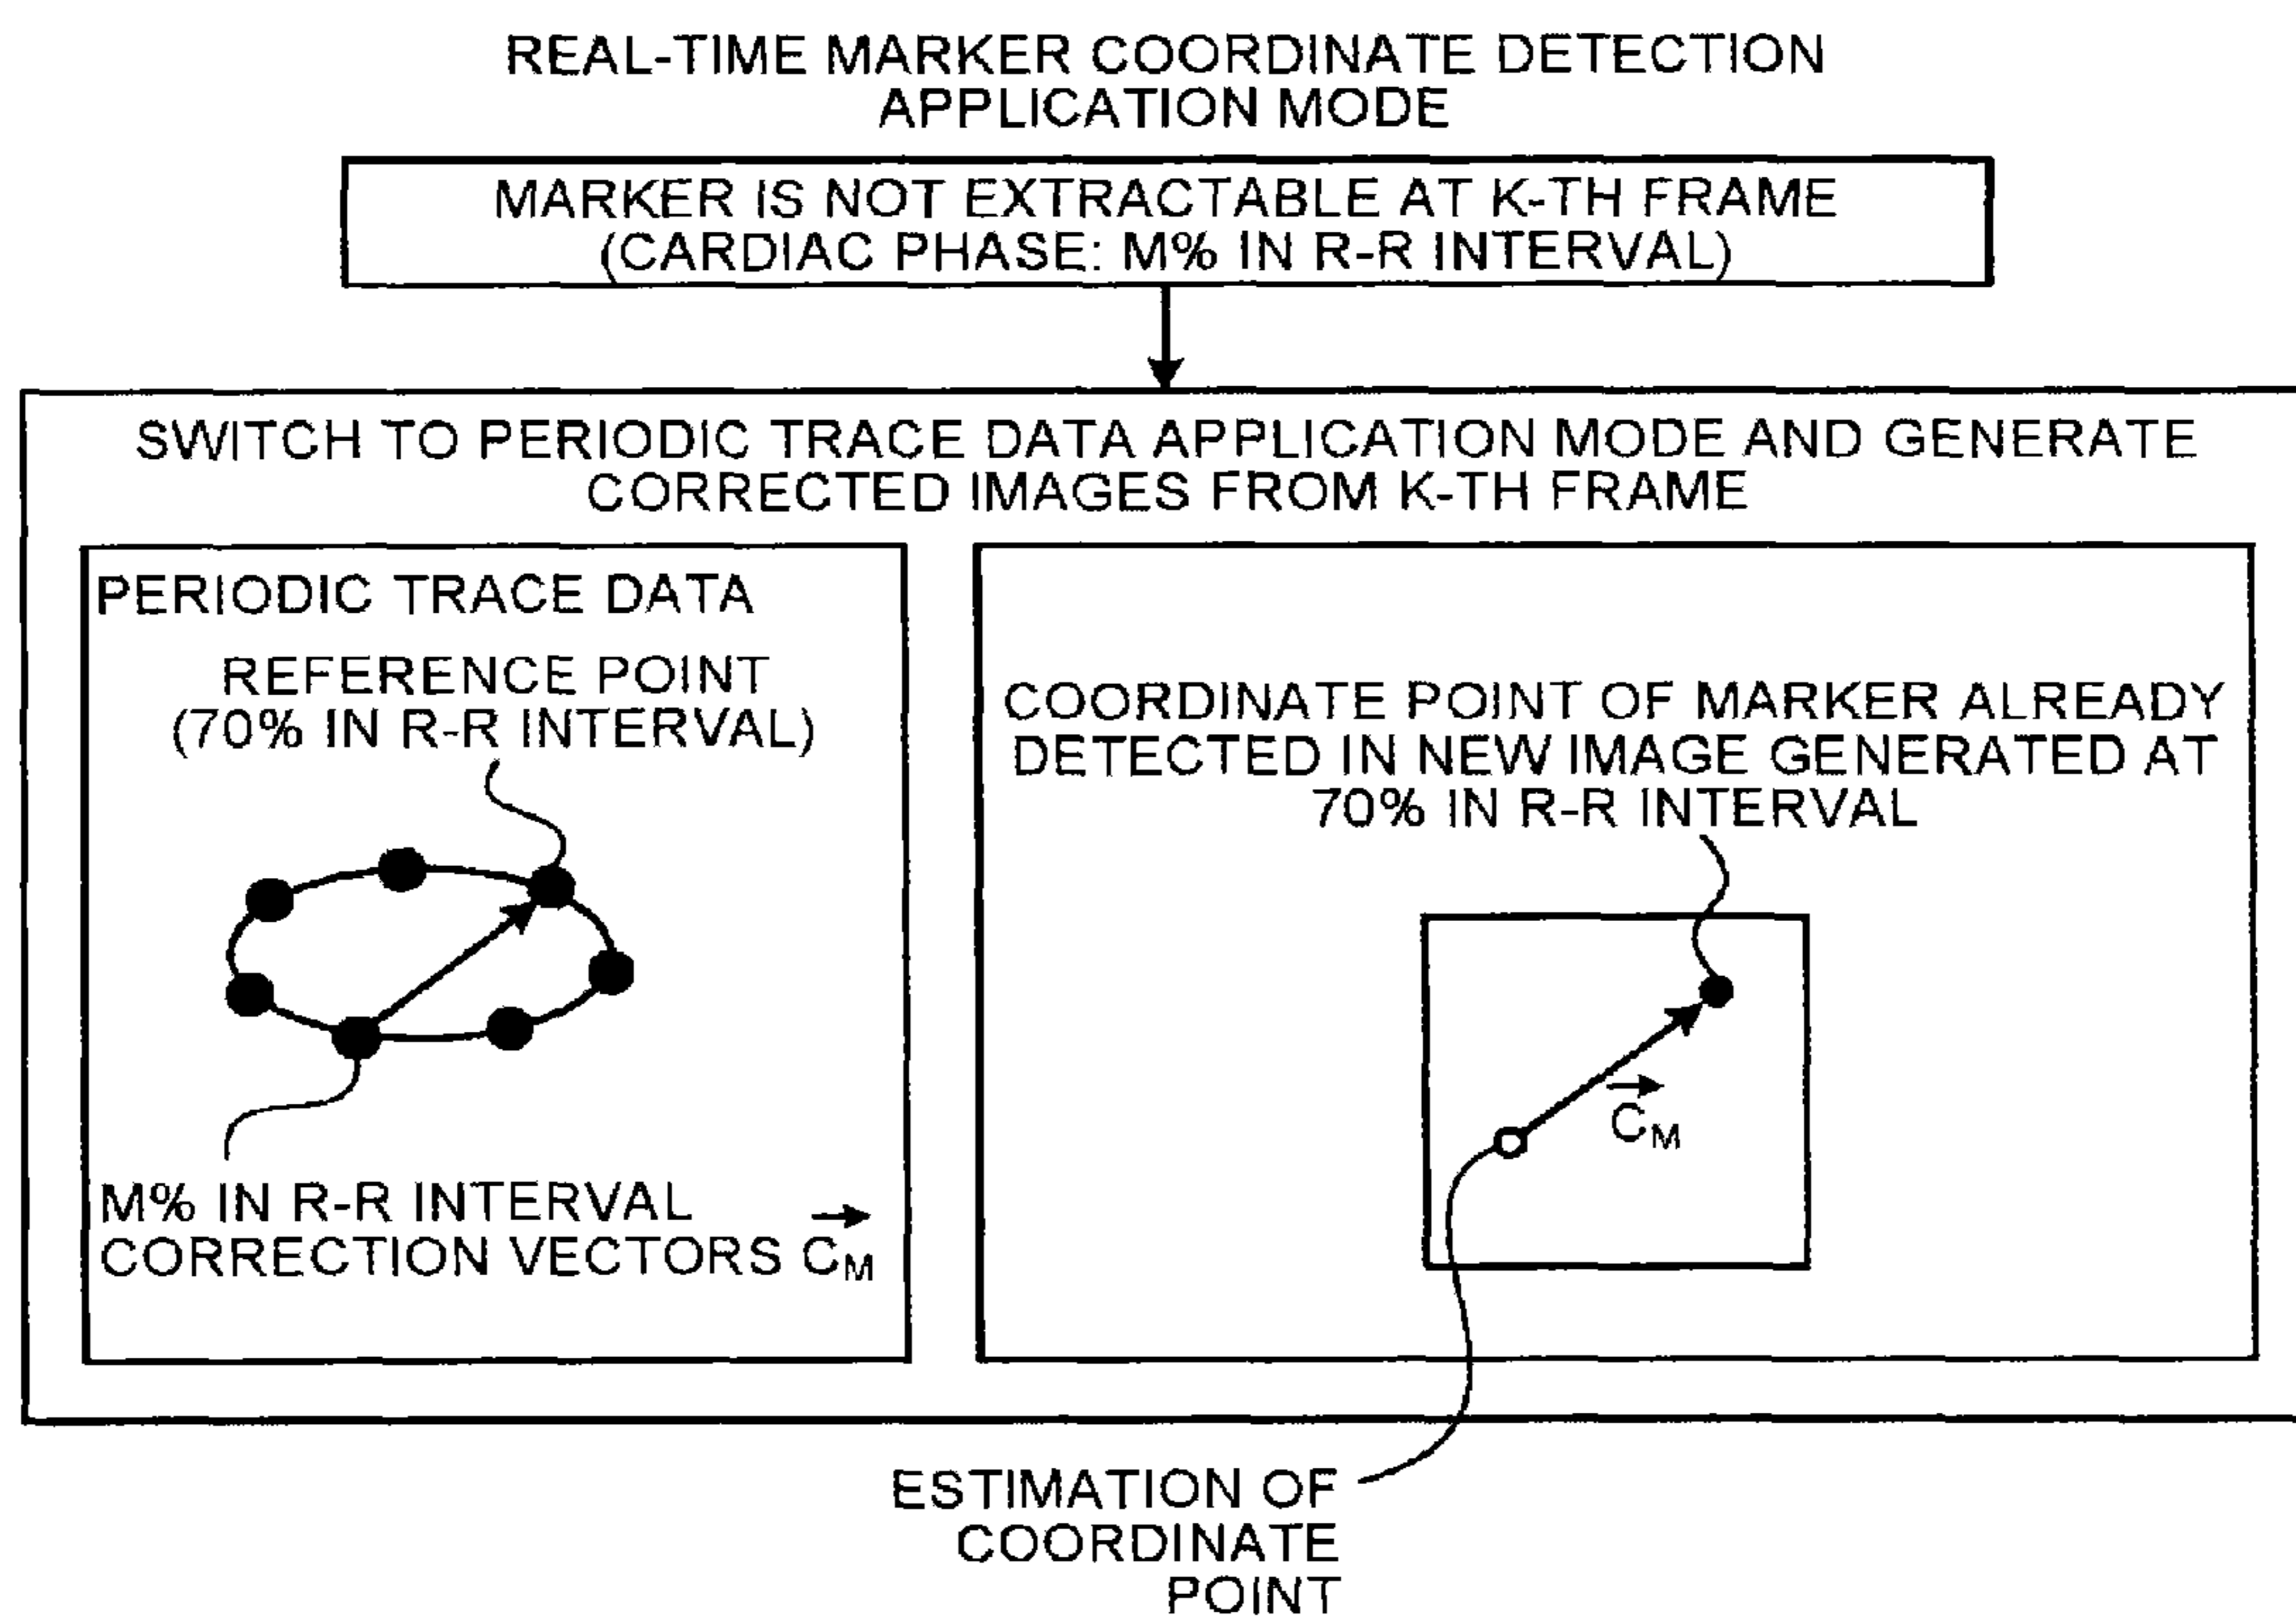 REAL-TIME MARKER COORDINATE DETECTION
APPLICATION MODE
MARKER IS NOT EXTRACTABLE AT K-TH FRAME
(CARDIAC PHASE: M% IN R-R INTERVAL)
SWITCH TO PERIODIC TRACE DATA APPLICATION MODE AND GENERATE
CORRECTED IMAGES FROM K-TH FRAME
PERIODIC TRACE DATA
REFERENCE POINT
(70% IN R-R INTERVAL)
M% IN R-R INTERVAL
CORRECTION VECTORS C⃗M
COORDINATE POINT OF MARKER ALREADY
DETECTED IN NEW IMAGE GENERATED AT
70% IN R-R INTERVAL
C⃗M
ESTIMATION OF
COORDINATE
POINT